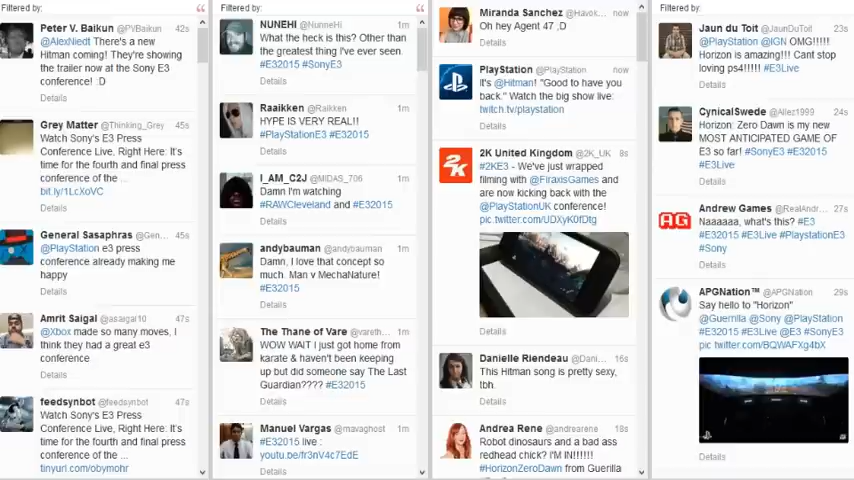 Filtered by:
Peter V. Baikun @PVBaikun 42s
@AlexNiedt There's a new
Hitman coming! They're showing
the trailer now at the Sony E3
conference! :D
Details
Grey Matter @Thinking_Grey 45s
Watch Sony's E3 Press
Conference Live, Right Here: It's
time for the fourth and final press
conference of the ...
bit.ly/1LcXoVC
Details
General Sasaphras @Gen... 45s
@PlayStation e3 press
conference already making me
happy
Details
Amrit Saigal @asaigar10 47s
@Xbox made so many moves, I
think they had a great e3
conference
Details
feedsynbot @feedsynbot 47s
Watch Sony's E3 Press
Conference Live, Right Here: It's
time for the fourth and final press
conference of the ...
tinyurl.com/obymohr
Filtered by:
NUNEHI @NunneHi 1m
What the heck is this? Other than
the greatest thing I've ever seen.
#E32015 #SonyE3
Details
Raaikken @Raikken 1m
HYPE IS VERY REAL!!
#PlayStationE3 #E32015
Details
I_AM_C2J @MIDAS_706 1m
Damn I'm watching
#RAWCleveland and #E32015
Details
andybauman @andybauman 1m
Damn, I love that concept so
much. Man v MechaNature!
#E32015
Details
The Thane of Vare @vareth... 1m
WOW WAIT I just got home from
karate & haven't been keeping
up but did someone say The Last
Guardian???? #E32015
Details
Manuel Vargas @mavaghost 1m
#E32015 live :
youtu.be/fr3nV4c7EdE
Details
Miranda Sanchez @Havok... now
Oh hey Agent 47 ;D
Details
PlayStation @PlayStation now
It's @Hitman! "Good to have you
back." Watch the big show live:
twitch.tv/playstation
Details
2K United Kingdom @2K_UK 8s
#2KE3 - We've just wrapped
filming with @FiraxisGames and
are now kicking back with the
@PlayStationUK conference!
pic.twitter.com/UDXyK0fDtg
Details
Danielle Riendeau @Dani... 16s
This Hitman song is pretty sexy,
tbh.
Details
Andrea Rene @andrearene 18s
Robot dinosaurs and a bad ass
redhead chick? I'M IN!!!!!!
#HorizonZeroDawn from Guerilla
Filtered by:
Jaun du Toit @JaunDuToit 23s
@PlayStation @IGN OMG!!!!!
Horizon is amazing!!! Cant stop
loving ps4!!!!! #E3Live
Details
CynicalSwede @Allez1999 24s
Horizon: Zero Dawn is my new
MOST ANTICIPATED GAME OF
E3 so far! #SonyE3 #E32015
#E3Live
Details
Andrew Games @RealAndr... 27s
AG
Naaaaaa, what's this? #E3
#E32015 #E3Live #PlaystationE3
#Sony
Details
APGNation™ @APGNation 29s
Say hello to "Horizon"
@Guerrilla @Sony @PlayStation
#E32015 #E3Live @E3 #SonyE3
pic.twitter.com/BQWAFXg4bX
Details